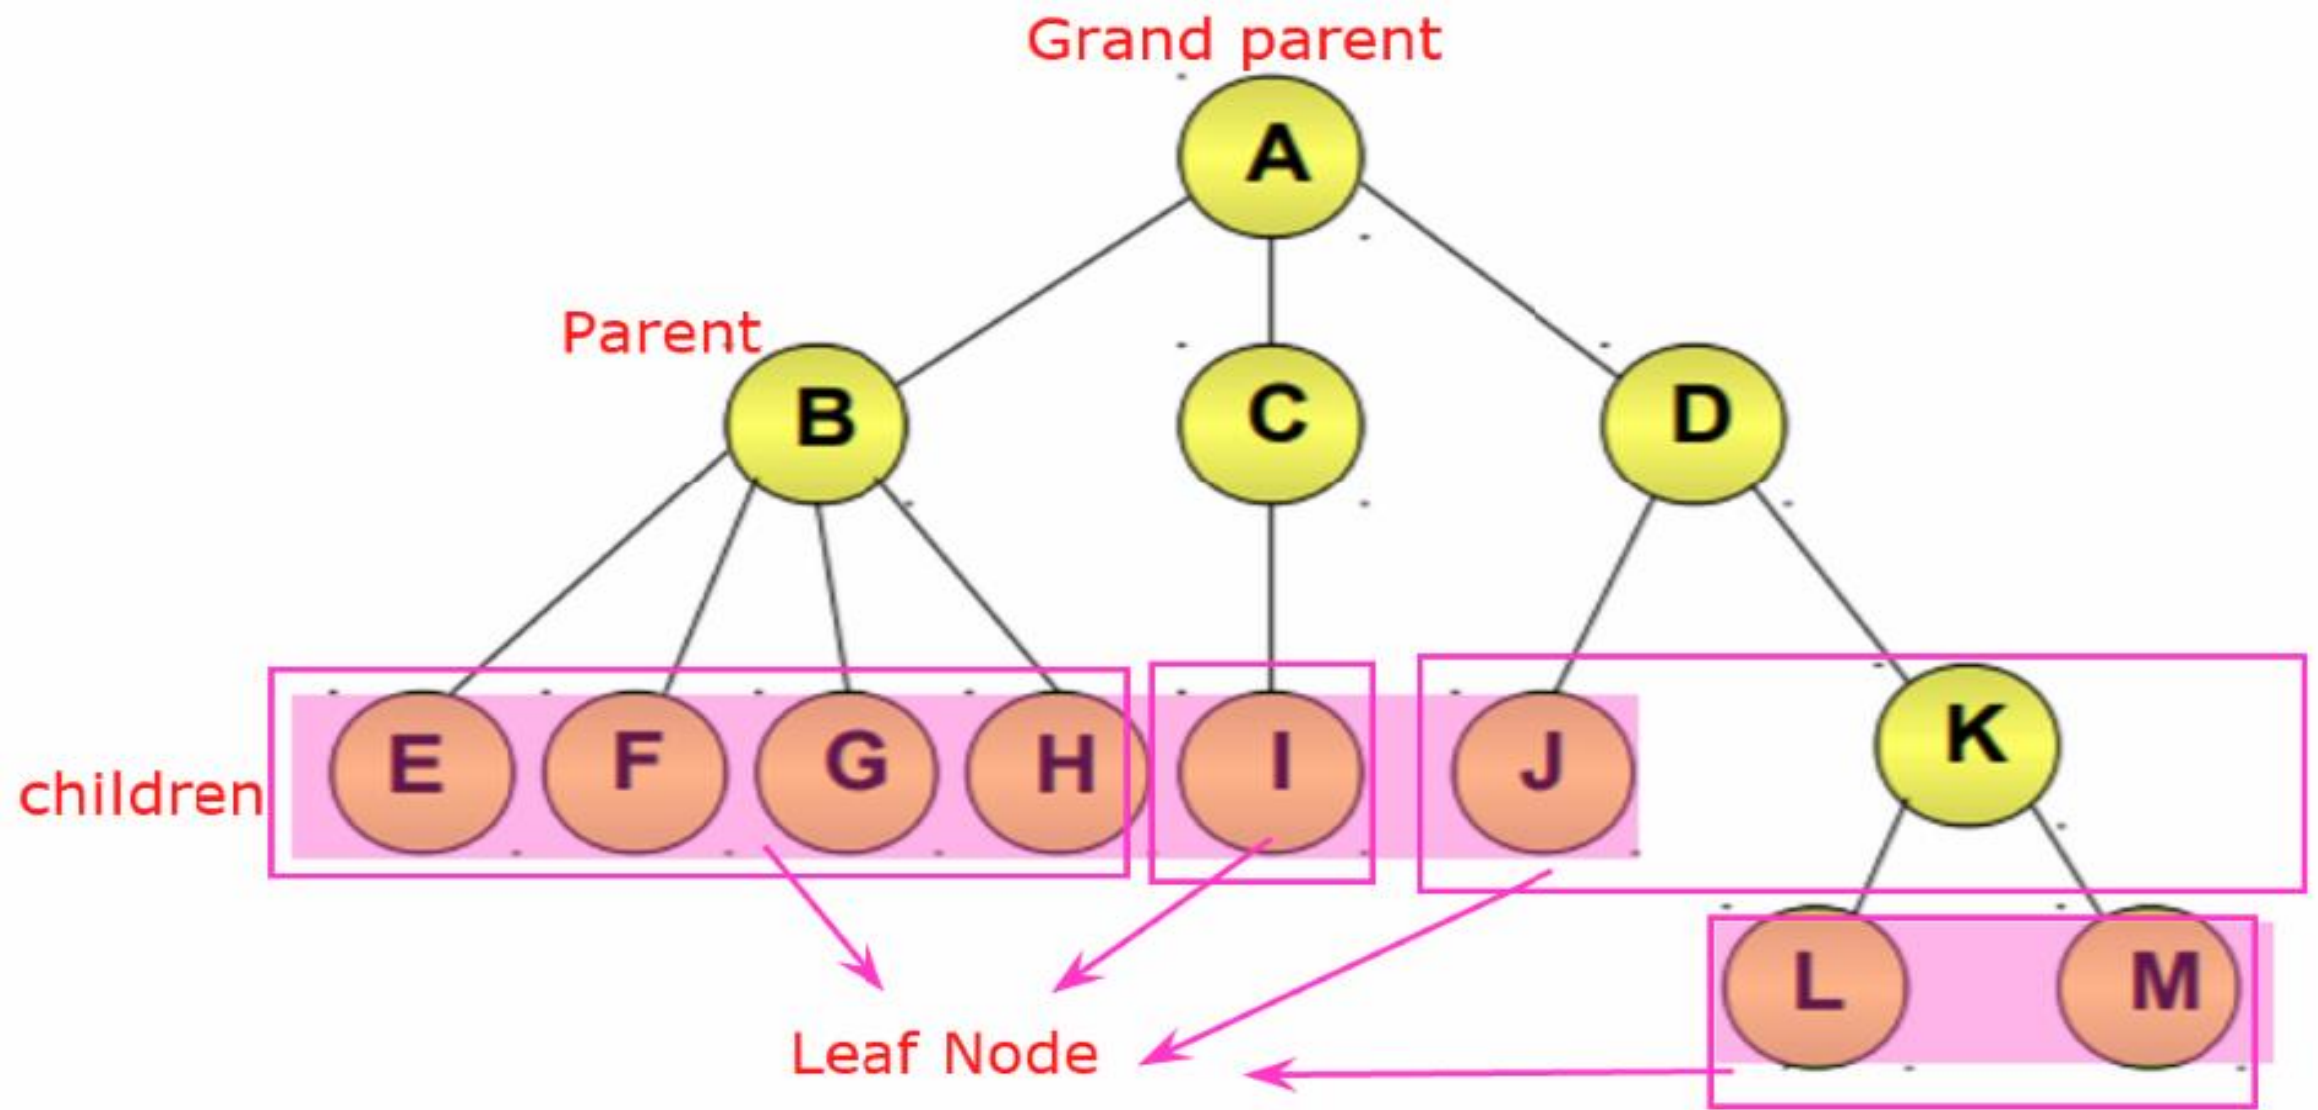 Grand parent
A
Parent
B
C
D
children
E
F
G
H
I
J
K
L
M
Leaf Node